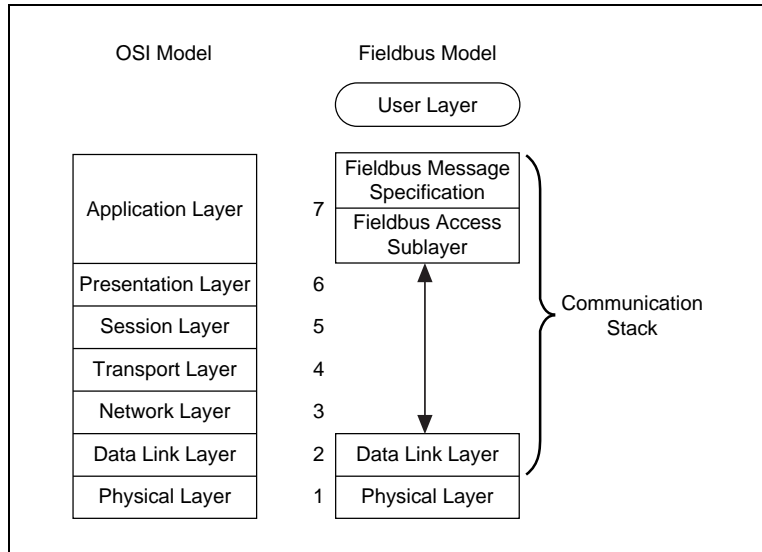 OSI Model
Fieldbus Model
User Layer
Application Layer
7
Fieldbus Message
Specification
Fieldbus Access
Sublayer
Presentation Layer
6
Session Layer
5
Transport Layer
4
Network Layer
3
Data Link Layer
2
Data Link Layer
Physical Layer
1
Physical Layer
Communication
Stack